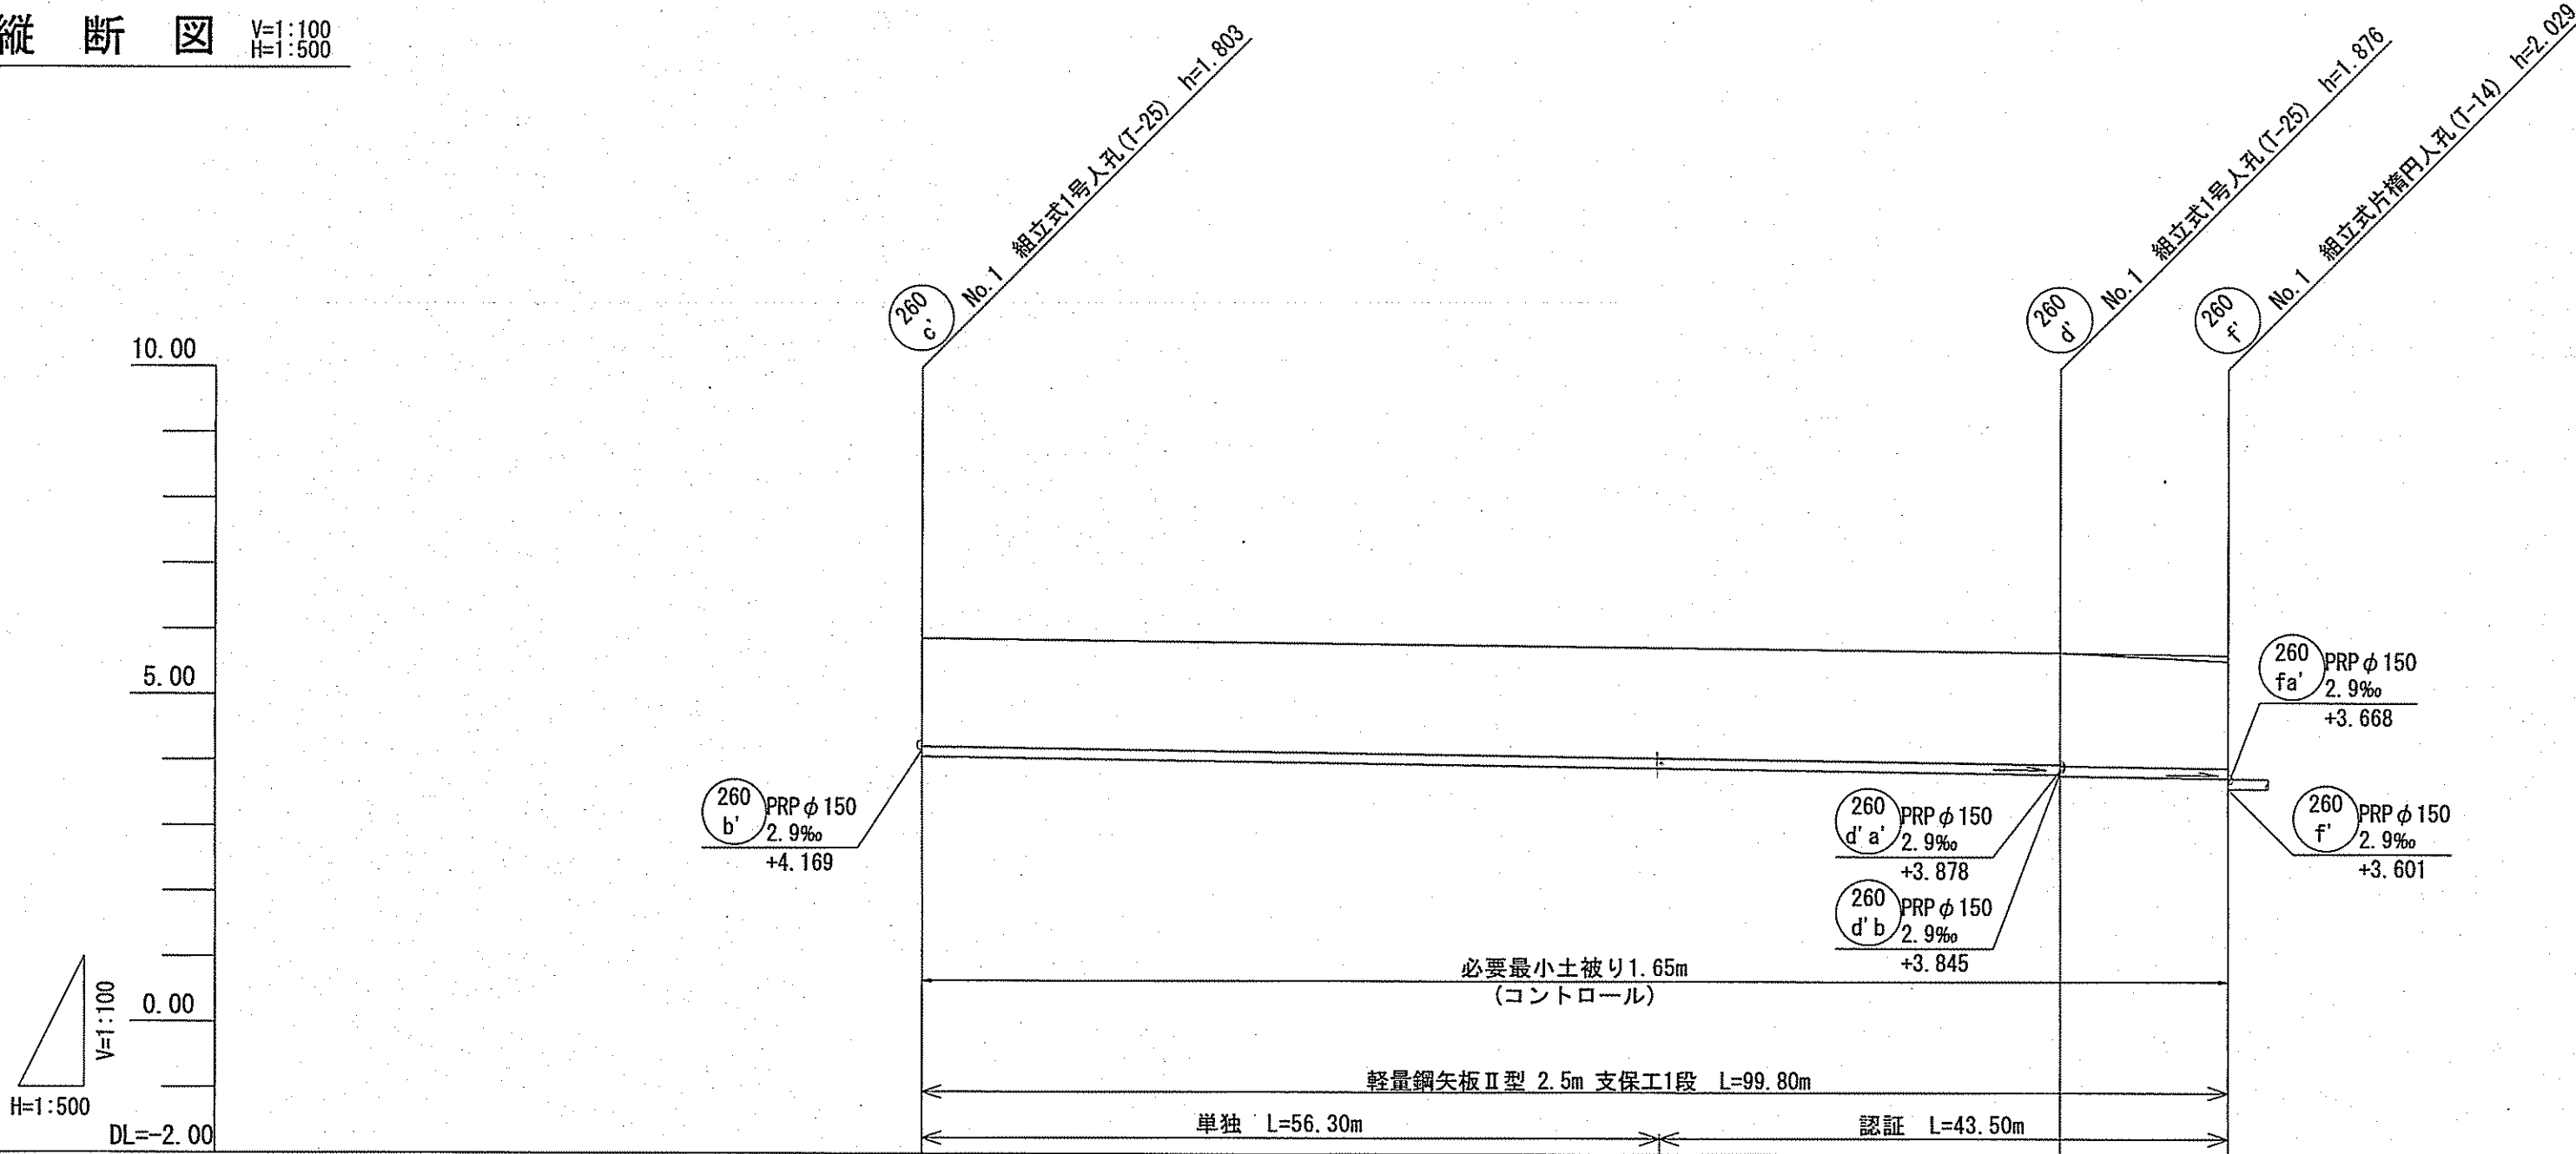 縦 断 図 V=1:100
H=1:500
No.1 組立式1号人孔(T-25) h=1.803
260
c'
No.1 組立式1号人孔(T-25) h=1.876
260
d'
No.1 組立式片楕円人孔(T-14) h=2.029
260
f'
10.00
5.00
0.00
DL=-2.00
V=1:100
H=1:500
260
b'
PRPφ150
2.9‰
+4.169
260
d'a'
PRPφ150
2.9‰
+3.878
260
d'b
PRPφ150
2.9‰
+3.845
260
fa'
PRPφ150
2.9‰
+3.668
260
f'
PRPφ150
2.9‰
+3.601
必要最小土被り1.65m
(コントロール)
軽量鋼矢板Ⅱ型 2.5m 支保工1段 L=99.80m
単独 L=56.30m
認証 L=43.50m